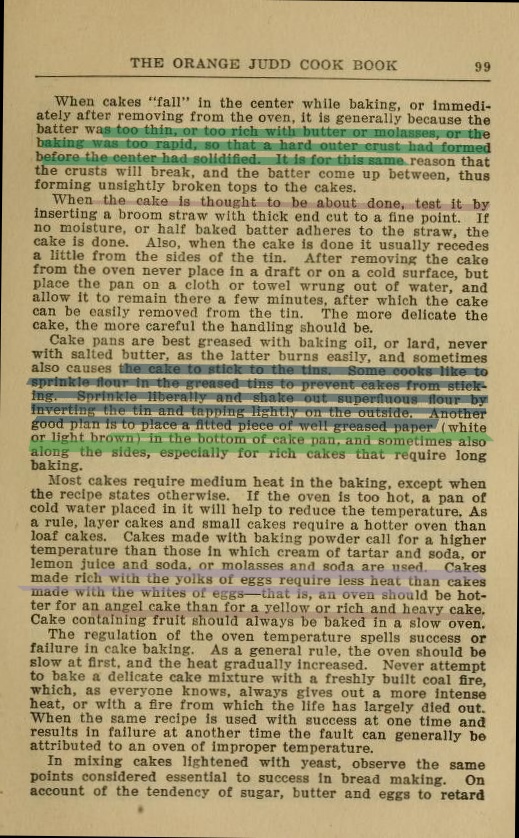 THE ORANGE JUDD COOK BOOK 99
When cakes "fall" in the center while baking, or immedi-
ately after removing from the oven, it is generally because the
batter was too thin, or too rich with butter or molasses, or the
baking was too rapid, so that a hard outer crust had formed
before the center had solidified. It is for this same reason that
the crusts will break, and the batter come up between, thus
forming unsightly broken tops to the cakes.
When the cake is thought to be about done, test it by
inserting a broom straw with thick end cut to a fine point. If
no moisture, or half baked batter adheres to the straw, the
cake is done. Also, when the cake is done it usually recedes
a little from the sides of the tin. After removing the cake
from the oven never place in a draft or on a cold surface, but
place the pan on a cloth or towel wrung out of water, and
allow it to remain there a few minutes, after which the cake
can be easily removed from the tin. The more delicate the
cake, the more careful the handling should be.
Cake pans are best greased with baking oil, or lard, never
with salted butter, as the latter burns easily, and sometimes
also causes the cake to stick to the tins. Some cooks like to
sprinkle flour in the greased tins to prevent cakes from stick-
ing. Sprinkle liberally and shake out superfluous flour by
inverting the tin and tapping lightly on the outside. Another
good plan is to place a fitted piece of well greased paper (white
or light brown) in the bottom of cake pan, and sometimes also
along the sides, especially for rich cakes that require long
baking.
Most cakes require medium heat in the baking, except when
the recipe states otherwise. If the oven is too hot, a pan of
cold water placed in it will help to reduce the temperature. As
a rule, layer cakes and small cakes require a hotter oven than
loaf cakes. Cakes made with baking powder call for a higher
temperature than those in which cream of tartar and soda, or
lemon juice and soda, or molasses and soda are used. Cakes
made rich with the yolks of eggs require less heat than cakes
made with the whites of eggs—that is, an oven should be hot-
ter for an angel cake than for a yellow or rich and heavy cake.
Cake containing fruit should always be baked in a slow oven.
The regulation of the oven temperature spells success or
failure in cake baking. As a general rule, the oven should be
slow at first, and the heat gradually increased. Never attempt
to bake a delicate cake mixture with a freshly built coal fire,
which, as everyone knows, always gives out a more intense
heat, or with a fire from which the life has largely died out.
When the same recipe is used with success at one time and
results in failure at another time the fault can generally be
attributed to an oven of improper temperature.
In mixing cakes lightened with yeast, observe the same
points considered essential to success in bread making. On
account of the tendency of sugar, butter and eggs to retard